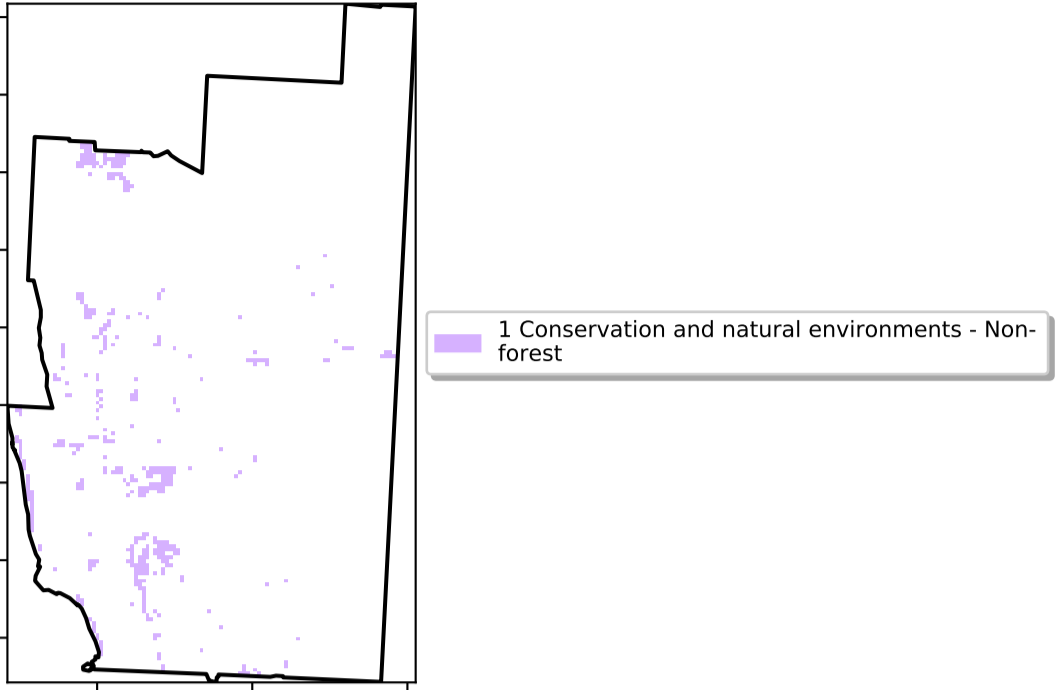 1 Conservation and natural environments - Non-
forest